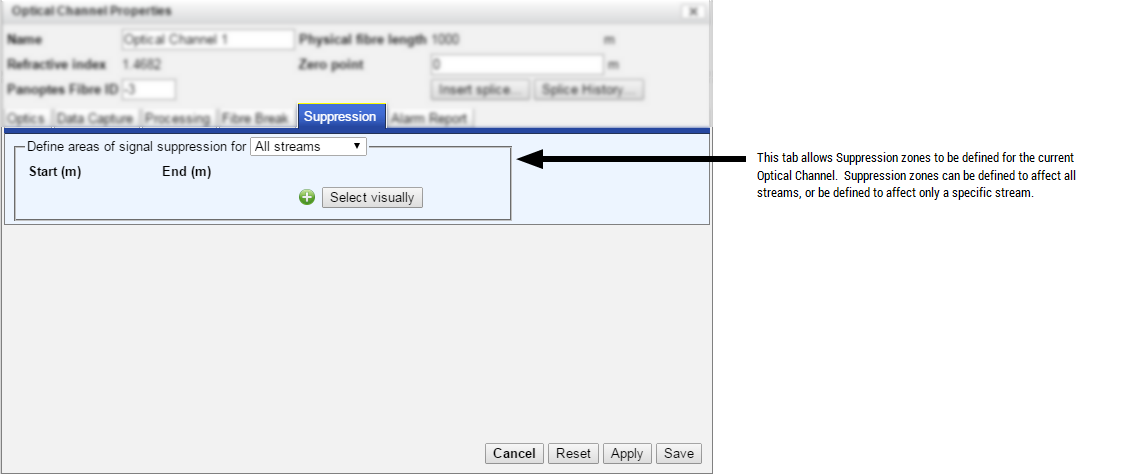 Optical Channel Properties
Name Optical Channel 1 Physical fibre length 1000 m
Refractive index 1.4682 Zero point 0 m
Panoptes Fibre ID -3 Insert splice... Splice History...
Optics Data Capture Processing Fibre Break Suppression Alarm Report
Define areas of signal suppression for All streams
Start (m) End (m)
Select visually
This tab allows Suppression zones to be defined for the current
Optical Channel. Suppression zones can be defined to affect all
streams, or be defined to affect only a specific stream.
Cancel Reset Apply Save